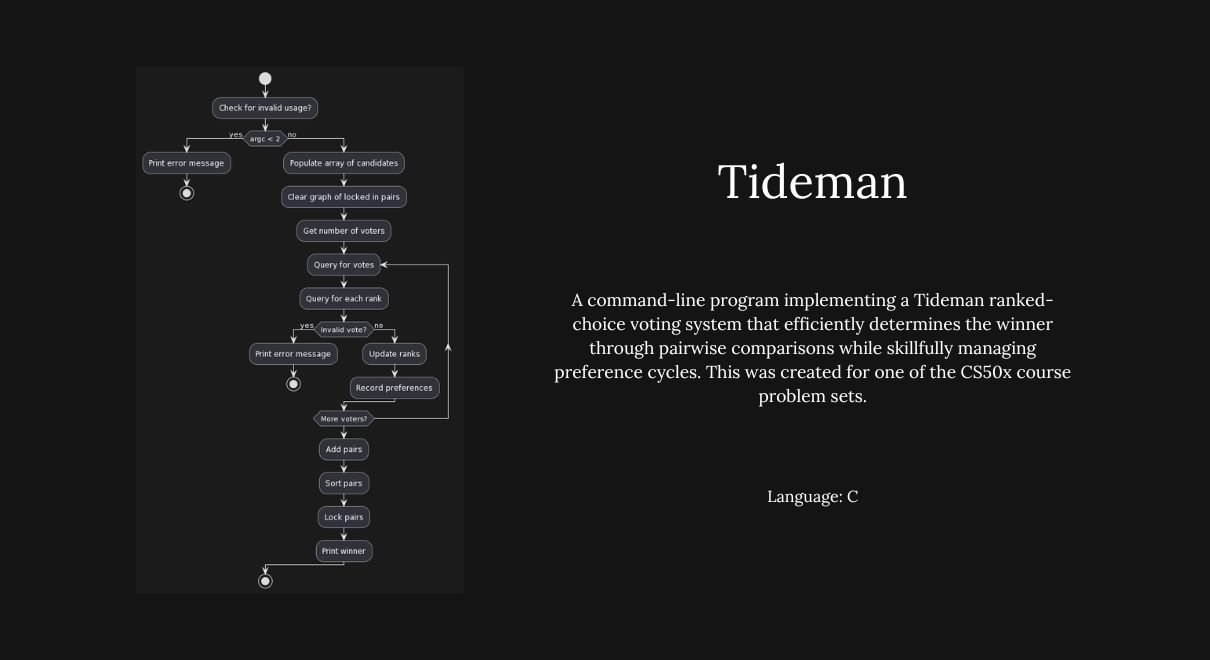 Check for invalid usage?
yes
argc < 2
no
Print error message
Populate array of candidates
Clear graph of locked in pairs
Get number of voters
Query for votes
Query for each rank
yes
Invalid vote?
no
Print error message
Update ranks
Record preferences
More voters?
Add pairs
Sort pairs
Lock pairs
Print winner
Tideman
A command-line program implementing a Tideman ranked-
choice voting system that efficiently determines the winner
through pairwise comparisons while skillfully managing
preference cycles. This was created for one of the CS50x course
problem sets.
Language: C